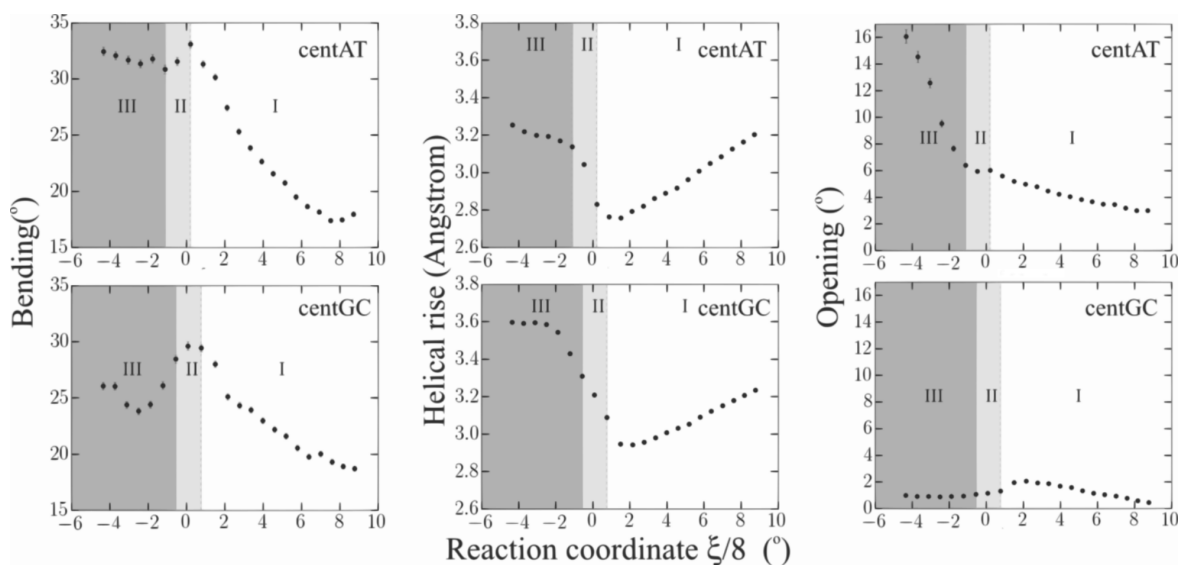 35
30
25
20
15
Bending(°)
centAT
III
II
I
−6 −4 −2 0 2 4 6 8 10
35
30
25
20
15
centGC
III
II
I
−6 −4 −2 0 2 4 6 8 10
3.8
3.6
3.4
3.2
3.0
2.8
2.6
Helical rise (Angstrom)
III
II
I
centAT
−6 −4 −2 0 2 4 6 8 10
3.8
3.6
3.4
3.2
3.0
2.8
2.6
III
II
I
centGC
−6 −4 −2 0 2 4 6 8 10
16
14
12
10
8
6
4
2
0
Opening (°)
centAT
III
II
I
−6 −4 −2 0 2 4 6 8 10
16
14
12
10
8
6
4
2
0
centGC
III
II
I
−6 −4 −2 0 2 4 6 8 10
Reaction coordinate ξ/8 (°)